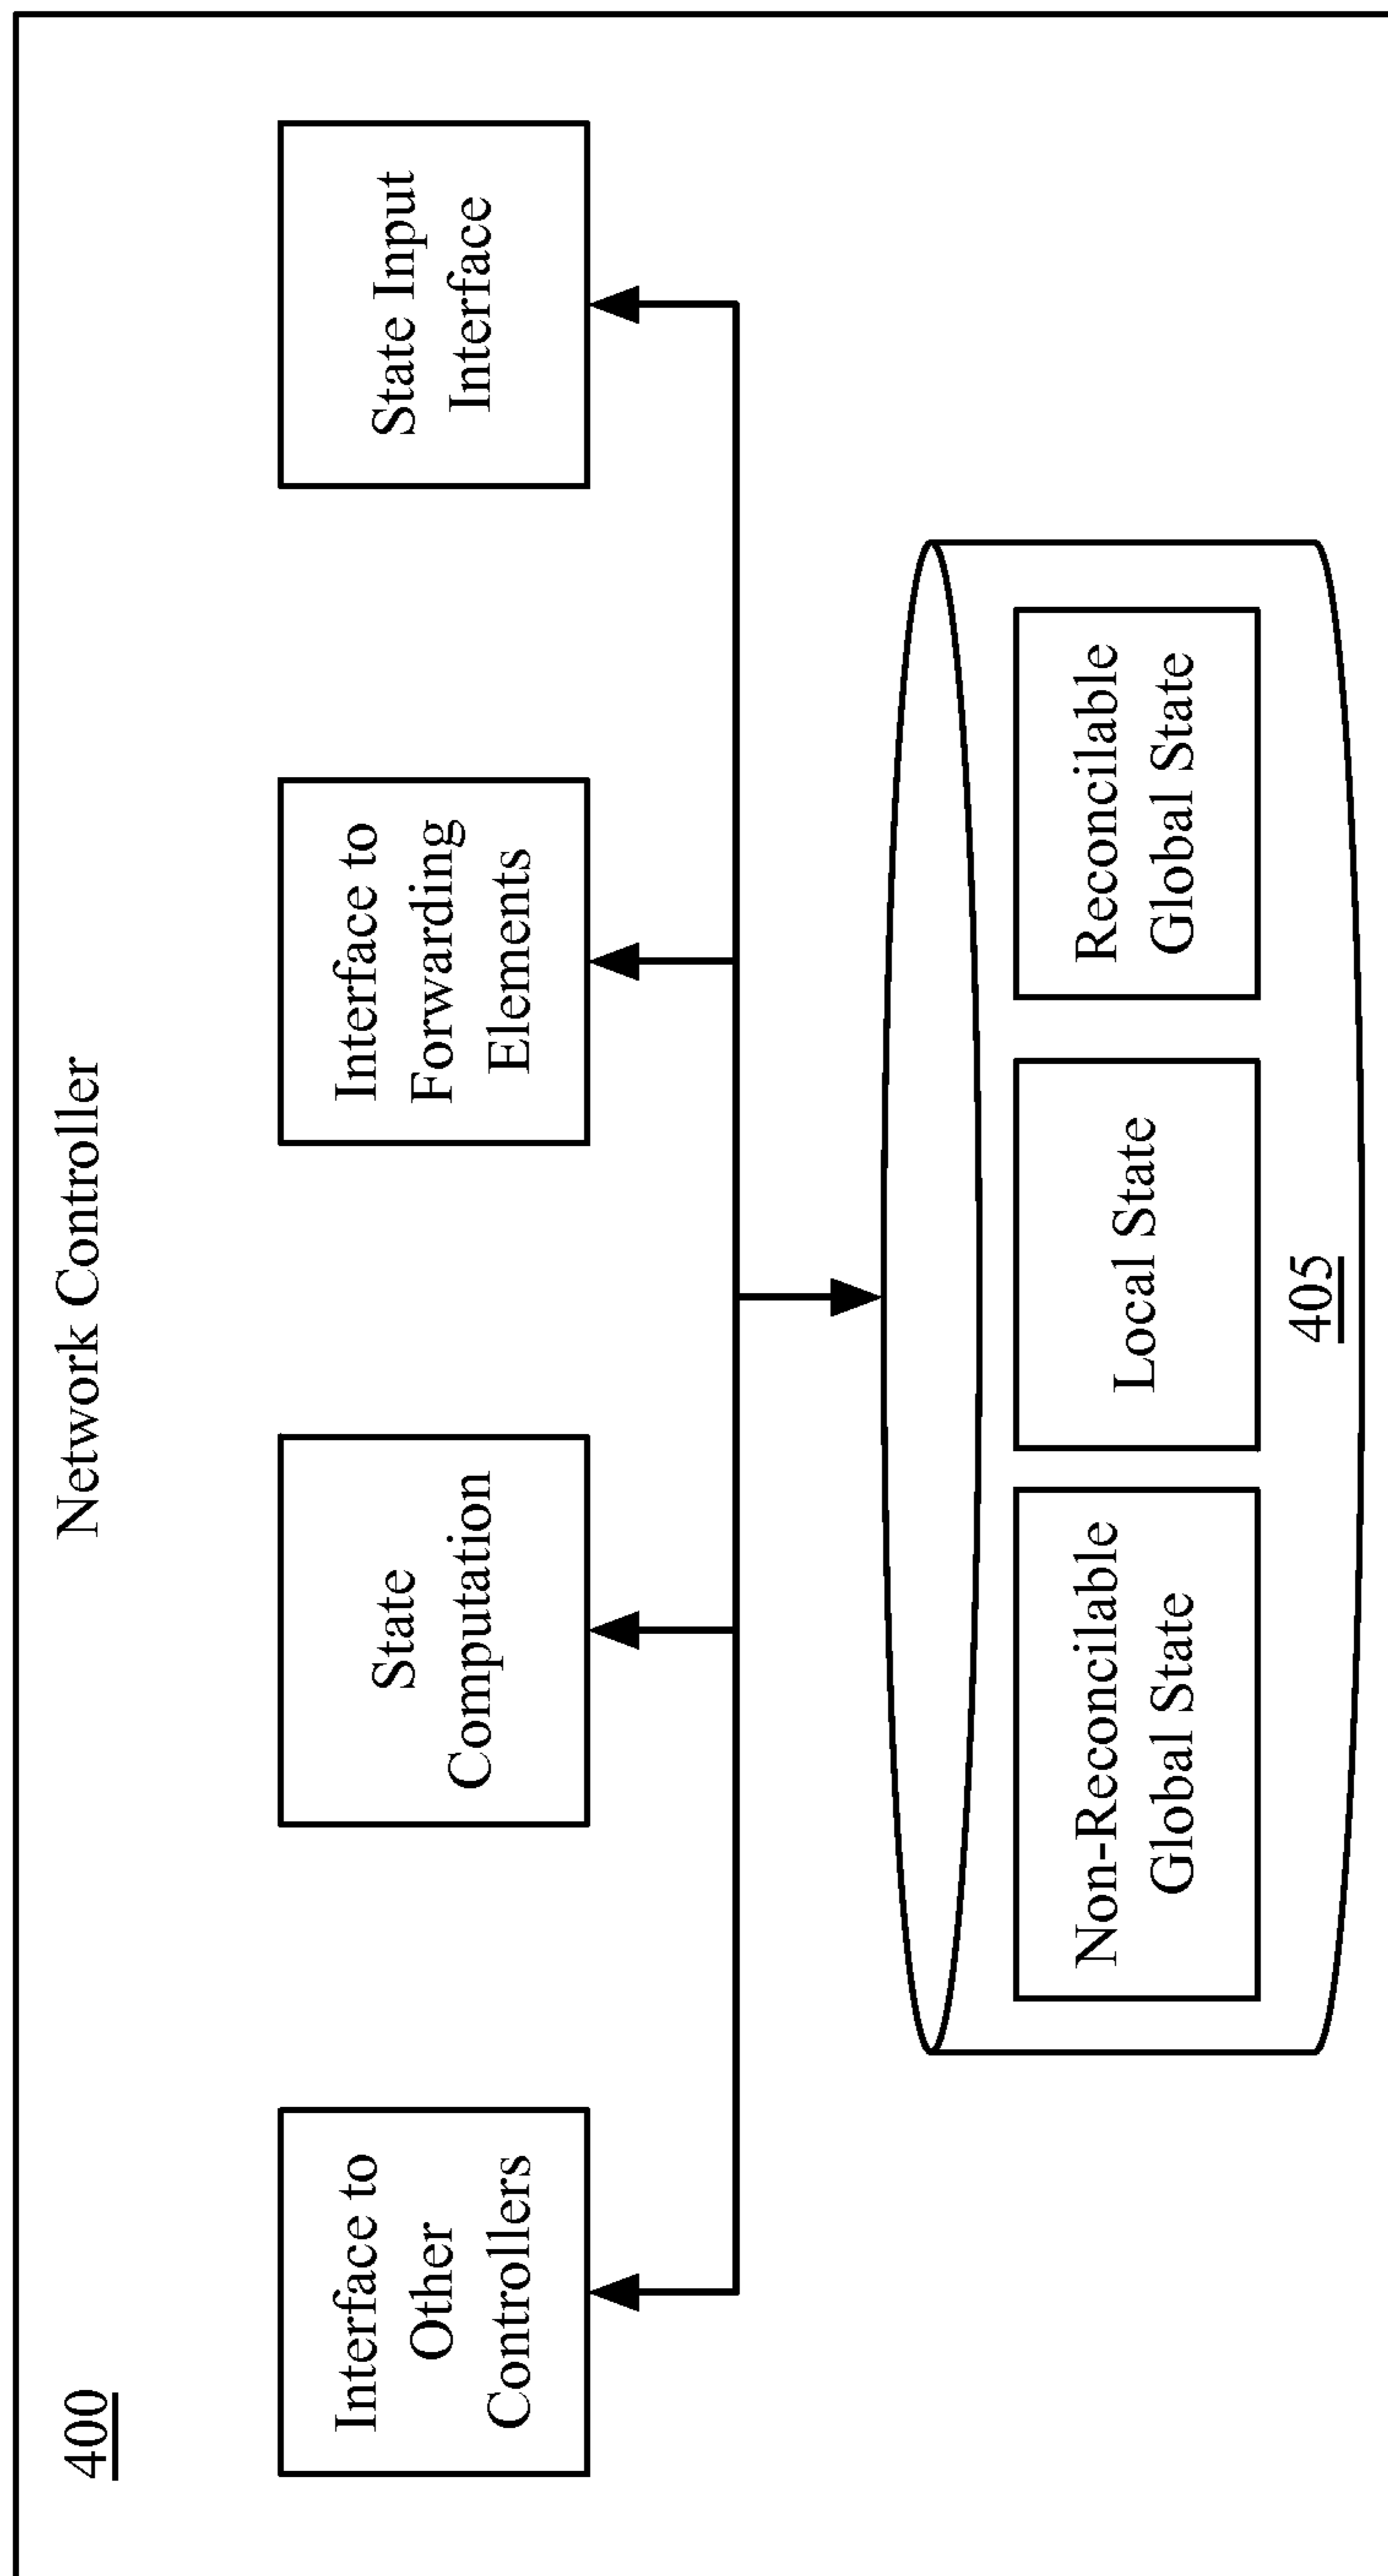 400
Network Controller
Interface to
Other
Controllers
State
Computation
Interface to
Forwarding
Elements
State Input
Interface
Non-Reconcilable
Global State
Local State
Reconcilable
Global State
405